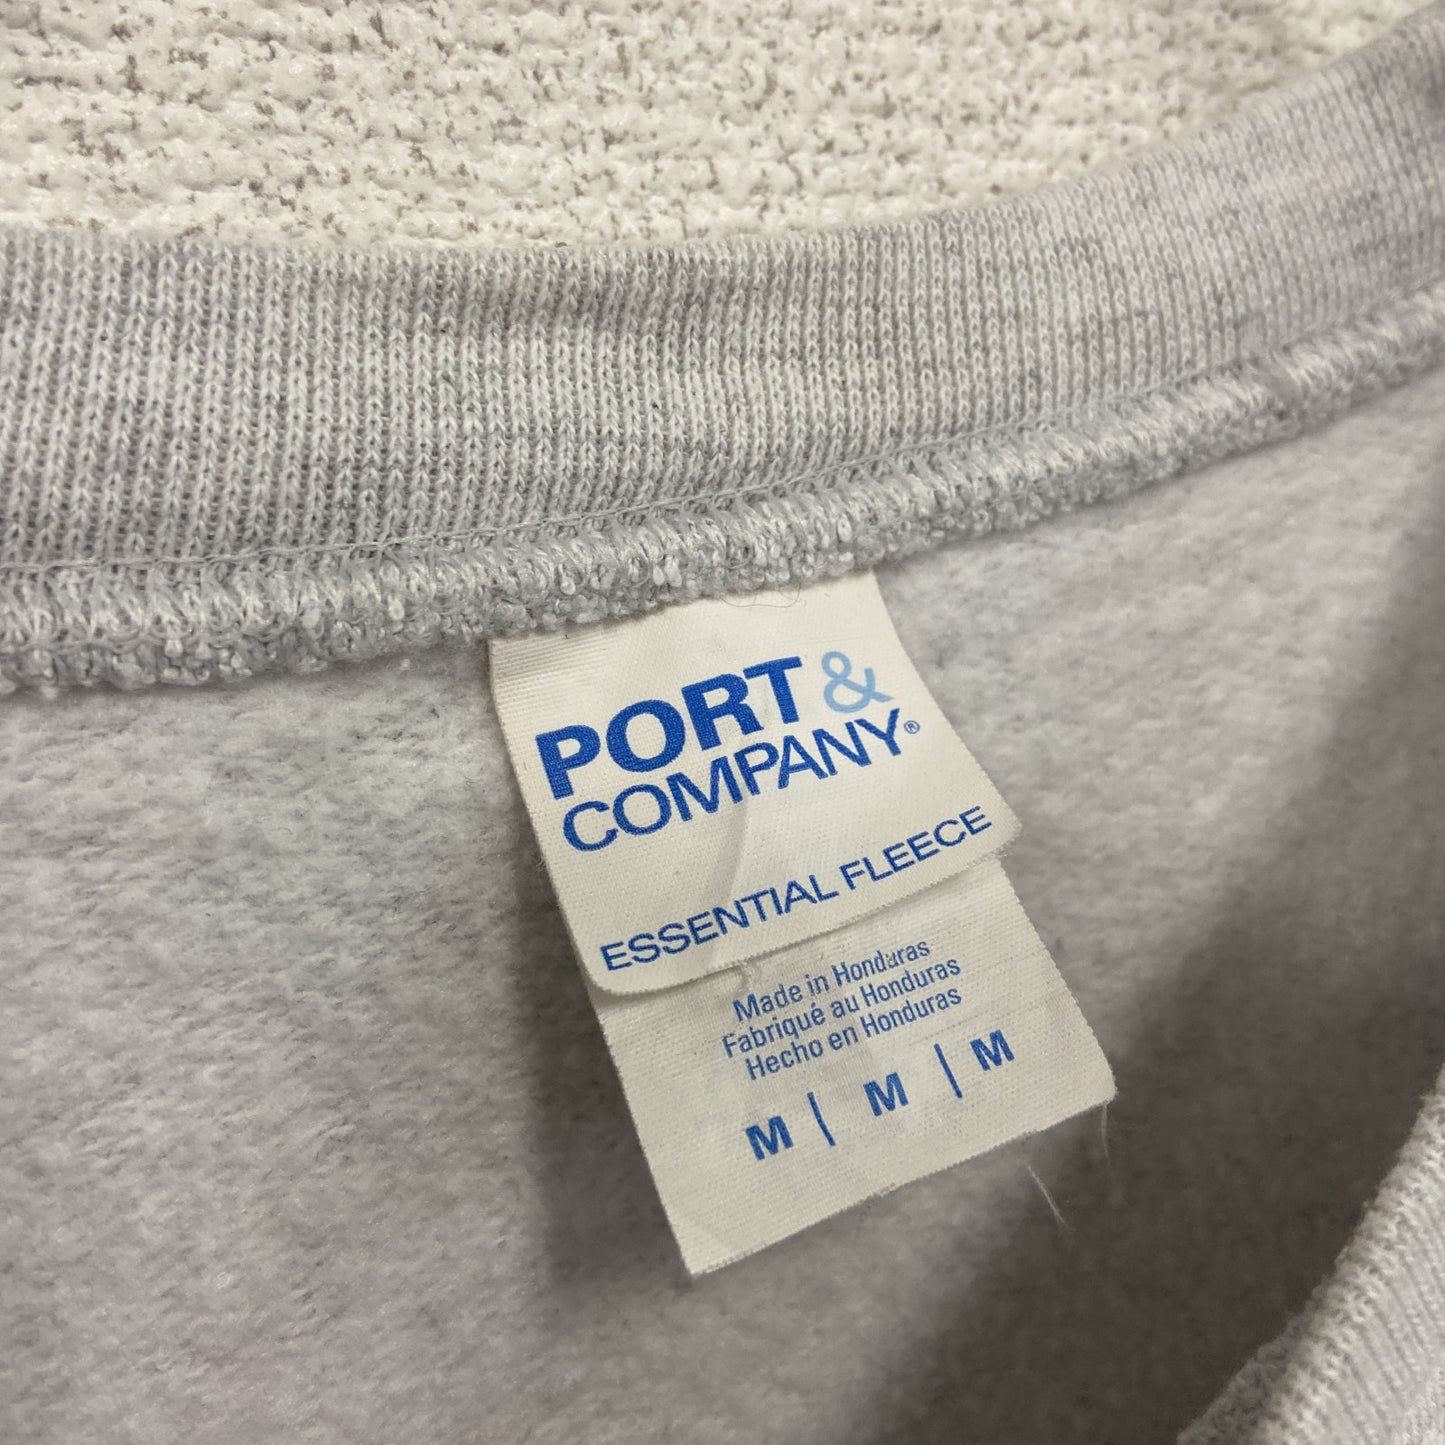 PORT &
COMPANY®
ESSENTIAL FLEECE
Made in Honduras
Fabriqué au Honduras
Hecho en Honduras
M | M | M